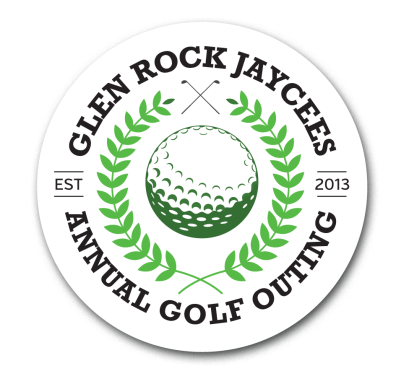 GLEN ROCK JAYCEES
EST
2013
ANNUAL GOLF OUTING